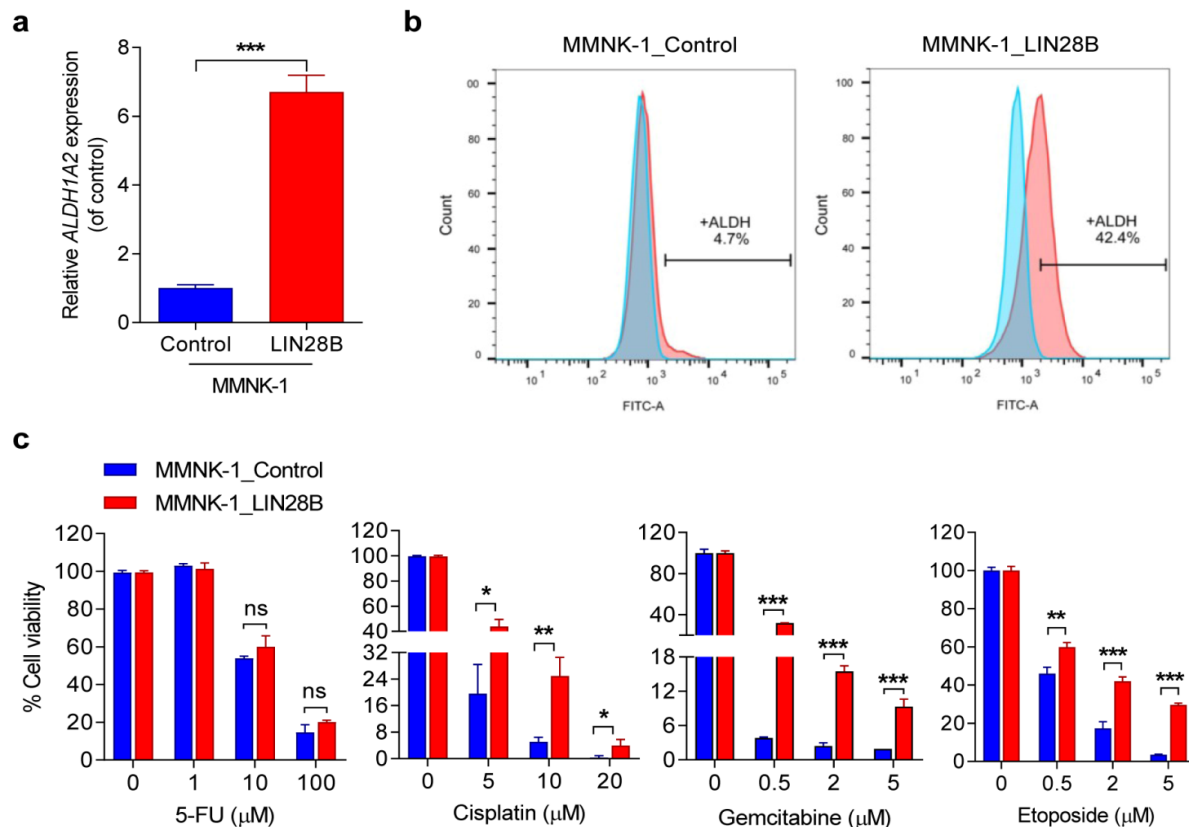 a
***
8
6
4
2
0
Relative ALDH1A2 expression
(of control)
Control LIN28B
MMNK-1
b
MMNK-1_Control
00
80
60
40
20
00
Count
+ALDH
4.7%
10¹ 10² 10³ 10⁴ 10⁵
FITC-A
MMNK-1_LIN28B
100
80
60
40
20
0
Count
+ALDH
42.4%
10¹ 10² 10³ 10⁴ 10⁵
FITC-A
c
MMNK-1_Control
MMNK-1_LIN28B
% Cell viability
120
100
80
60
40
20
0
ns
ns
0 1 10 100
5-FU (µM)
120
100
80
60
40
32
24
16
8
0
*
**
*
0 5 10 20
Cisplatin (µM)
120
100
80
60
40
18
12
6
0
***
***
***
0 0.5 2 5
Gemcitabine (µM)
120
100
80
60
40
20
0
**
***
***
0 0.5 2 5
Etoposide (µM)